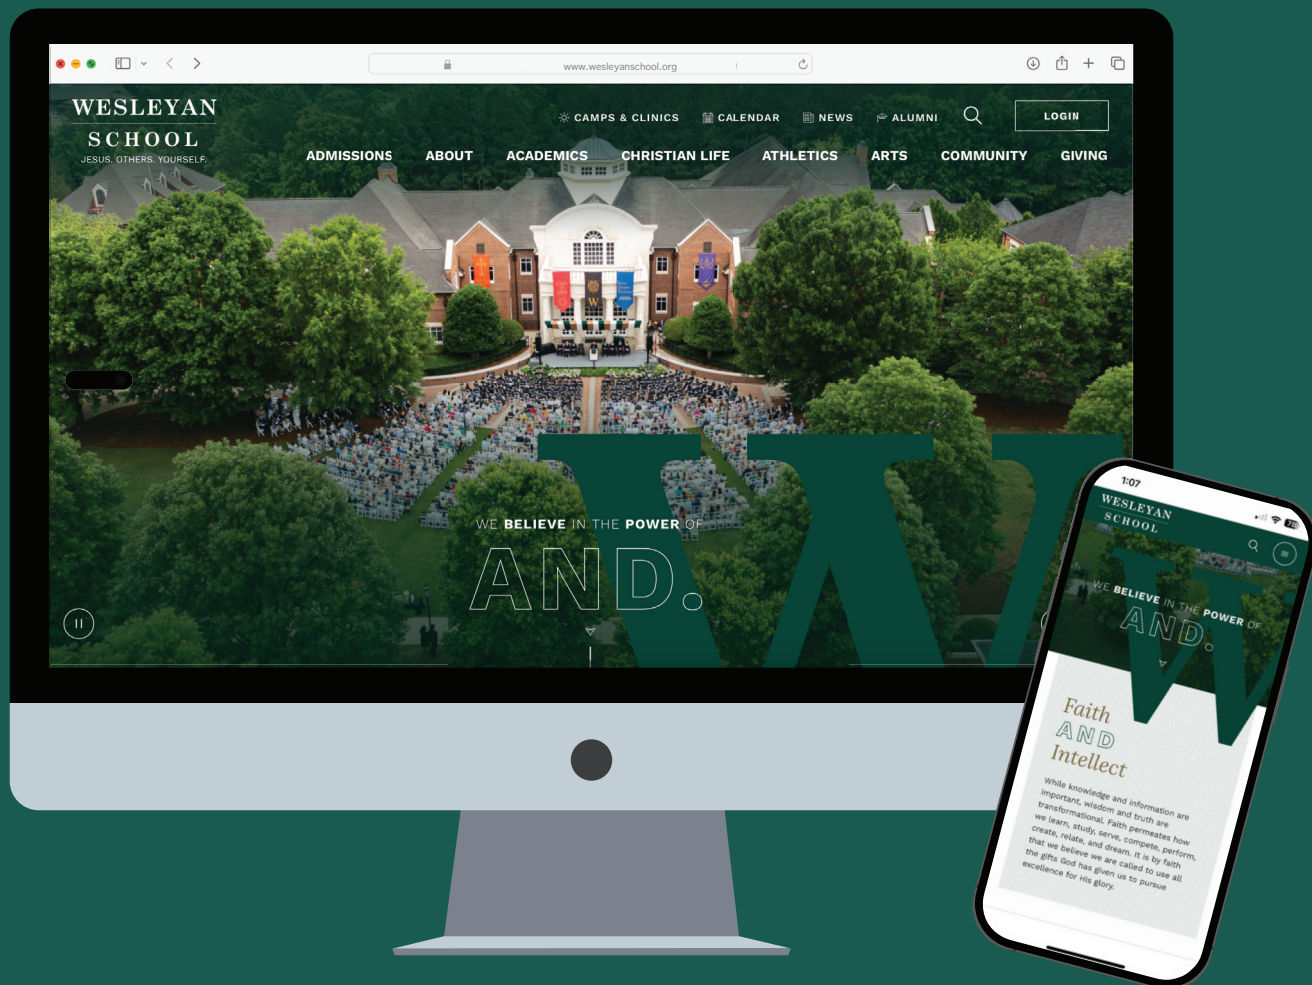 www.wesleyanschool.org
WESLEYAN
SCHOOL
JESUS. OTHERS. YOURSELF.
CAMPS & CLINICS
CALENDAR
NEWS
ALUMNI
LOGIN
ADMISSIONS
ABOUT
ACADEMICS
CHRISTIAN LIFE
ATHLETICS
ARTS
COMMUNITY
GIVING
W
W
WE BELIEVE IN THE POWER OF
AND.
1:07
WESLEYAN
SCHOOL
WE BELIEVE IN THE POWER OF
AND.
W
Faith
AND
Intellect
While knowledge and information are
important, wisdom and truth are
transformational. Faith permeates how
we learn, study, serve, compete, perform,
create, relate, and dream. It is by faith
that we believe we are called to use all
the gifts God has given us to pursue
excellence for His glory.